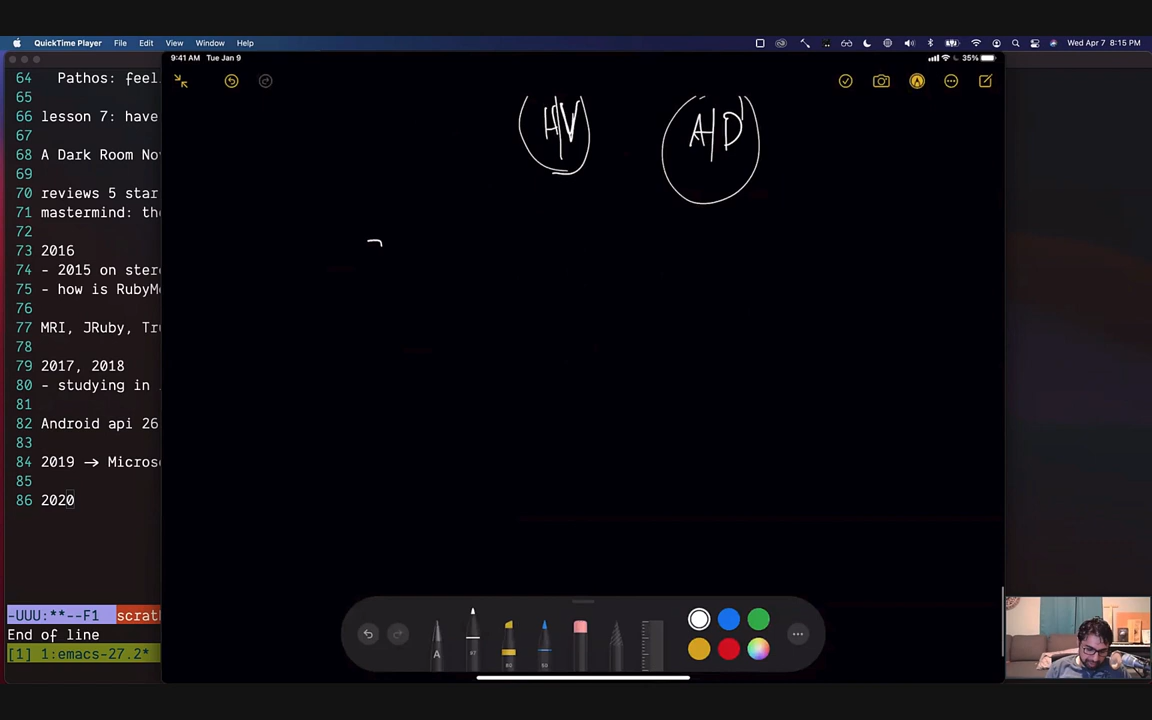 QuickTime Player File Edit View Window Help Wed Apr 7 8:15 PM
9:41 AM Tue Jan 9 35%
64 Pathos: feel
65
66 lesson 7: have
67
68 A Dark Room No
69
70 reviews 5 star
71 mastermind: the
72
73 2016
74 - 2015 on ster
75 - how is RubyM
76
77 MRI, JRuby, Tr
78
79 2017, 2018
80 - studying in
81
82 Android api 26
83
84 2019 → Micros
85
86 2020
H|V A|D
A 97 80 50
-UUU:**--F1 scrat
End of line
[1] 1:emacs-27.2*